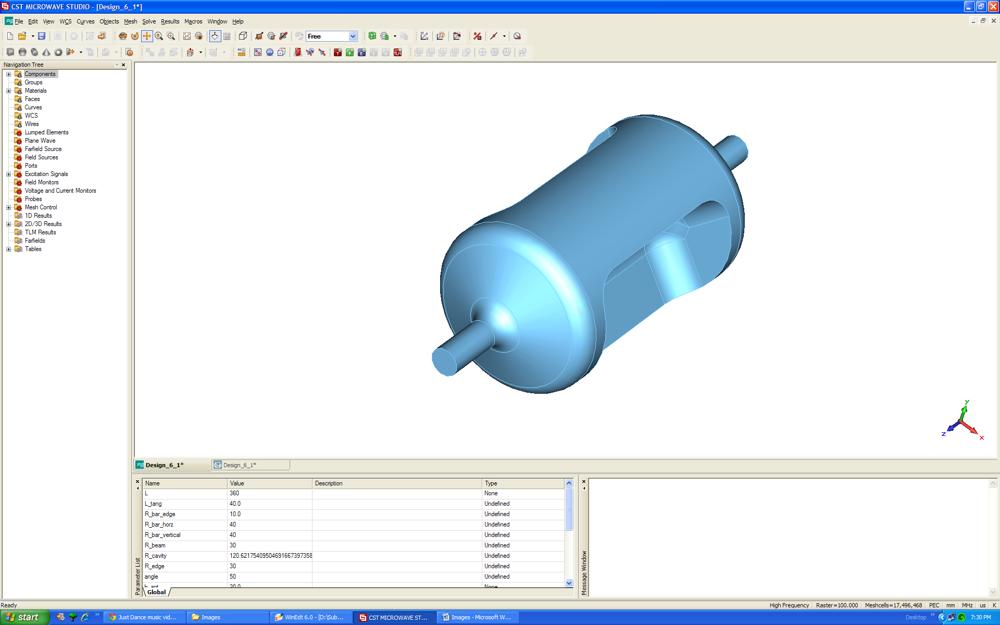 CST MICROWAVE STUDIO - [Design_6_1*]
File Edit View WCS Curves Objects Mesh Solve Results Macros Window Help
Free
Navigation Tree
Components
Groups
Materials
Faces
Curves
WCS
Wires
Lumped Elements
Plane Wave
Farfield Source
Field Sources
Ports
Excitation Signals
Field Monitors
Voltage and Current Monitors
Probes
Mesh Control
1D Results
2D/3D Results
TLM Results
Farfields
Tables
y
z
x
Design_6_1* Design_6_1*
Name Value Description Type
L 360 None
L_tang 40.0 Undefined
R_bar_edge 10.0 Undefined
R_bar_horz 40 Undefined
R_bar_vertical 40 Undefined
R_beam 30 Undefined
R_cavity 120.62175409504691667397358 Undefined
R_edge 30 Undefined
angle 50 Undefined
20.0 None
Parameter List
Global
Message Window
Ready High Frequency Raster=100.000 Meshcells=17,496,468 PEC mm MHz us K
start Just Dance music vid... Images WinEdt 6.0 - [D:\Sub... CST MICROWAVE ST... Images - Microsoft W... Desktop 7:30 PM